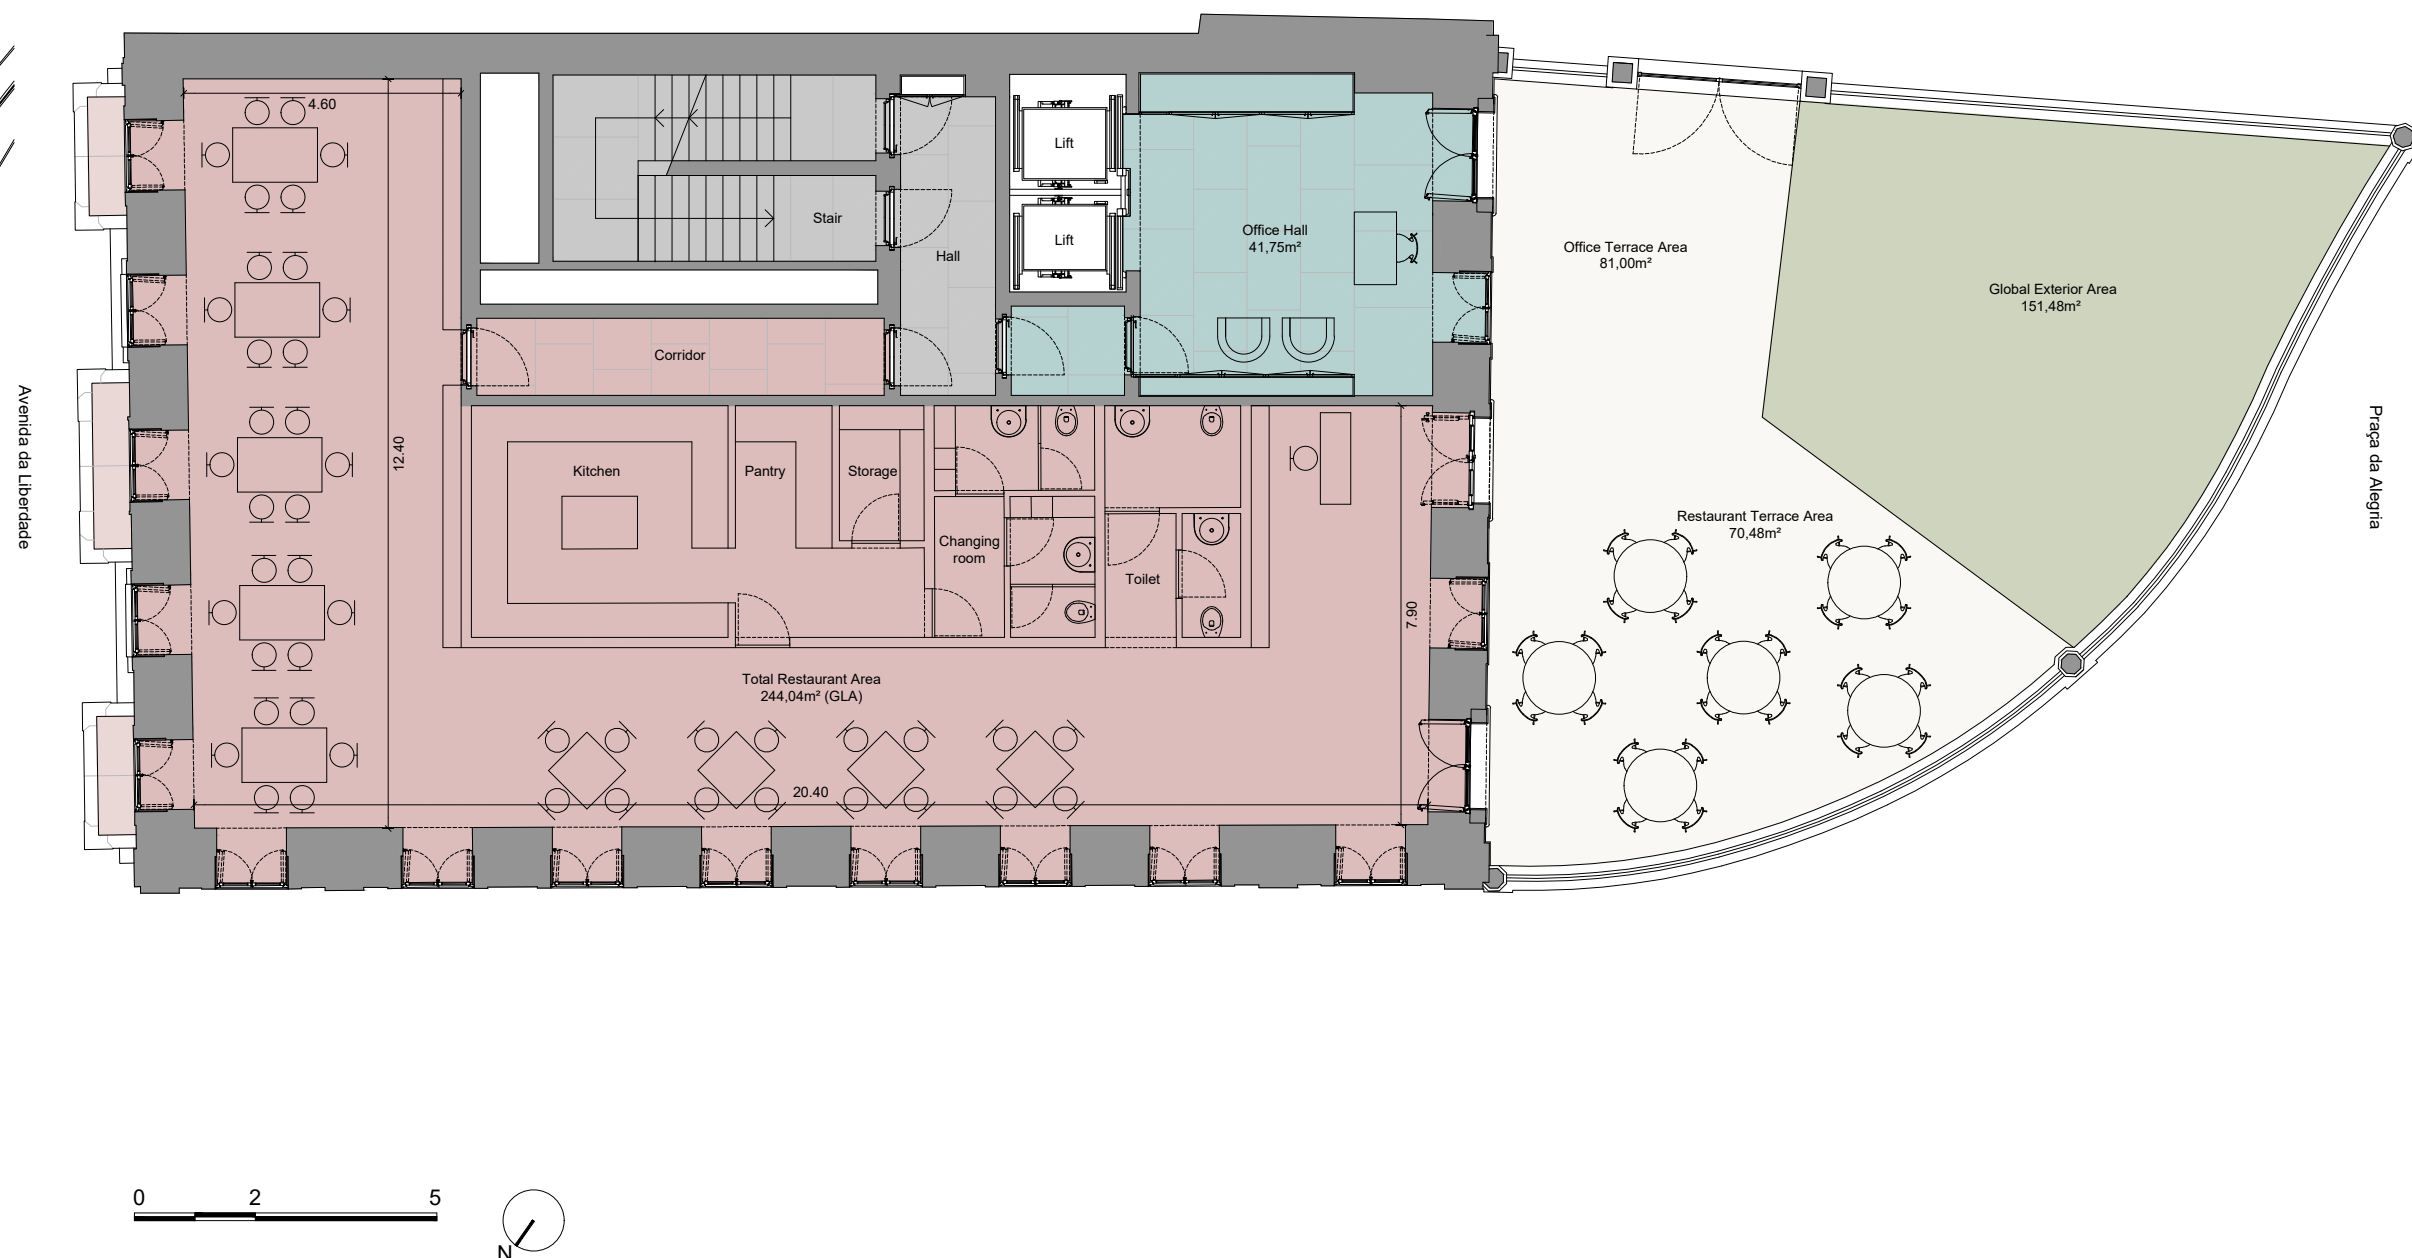 4.60
Lift
Stair
Lift
Hall
Office Hall
41,75m²
Office Terrace Area
81,00m²
Global Exterior Area
151,48m²
Corridor
Avenida da Liberdade
12.40
Kitchen
Pantry
Storage
Changing
room
Toilet
7.90
Restaurant Terrace Area
70,48m²
Praça da Alegria
Total Restaurant Area
244,04m² (GLA)
20.40
0 2 5
N